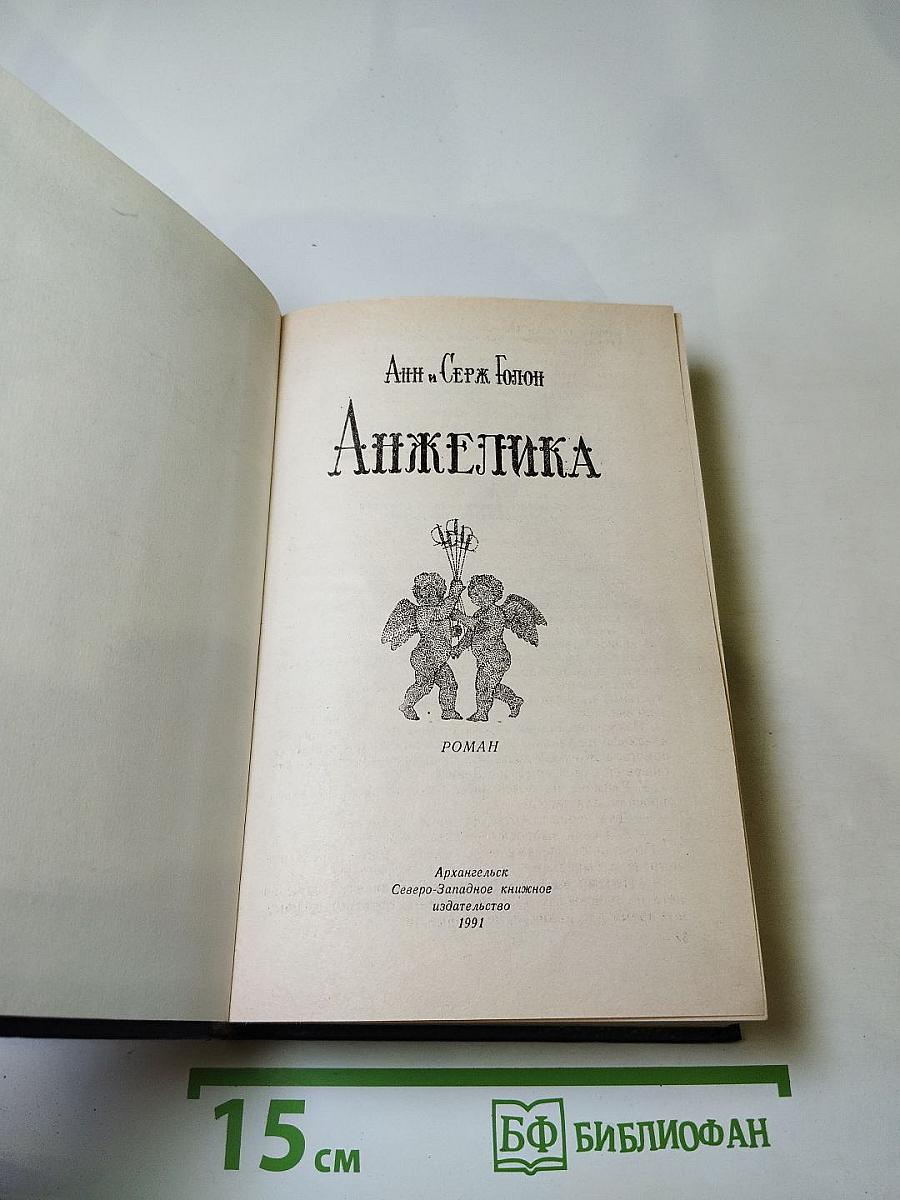 Анн и Серж Голон
Анжелика
РОМАН
Архангельск
Северо-Западное книжное
издательство
1991
15 см
БФ БИБЛИОФАН